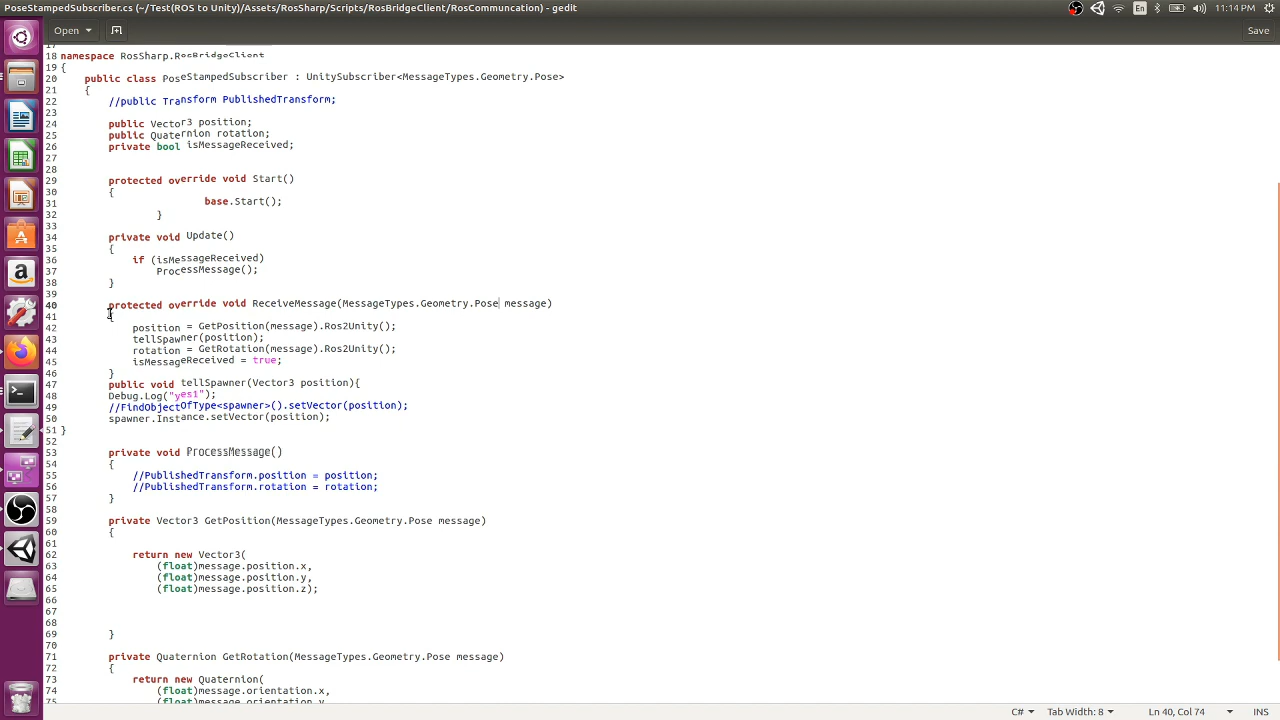 PoseStampedSubscriber.cs (~/Test(ROS to Unity)/Assets/RosSharp/Scripts/RosBridgeClient/RosCommuncation) - gedit
En
11:11:14 PM
Open
Save
17
18 namespace RosSharp.RosBridgeClient
19 {
20 public class PoseStampedSubscriber : UnitySubscriber<MessageTypes.Geometry.Pose>
21 {
22 //public Transform PublishedTransform;
23
24 public Vector3 position;
25 public Quaternion rotation;
26 private bool isMessageReceived;
27
28
29 protected override void Start()
30 {
31 base.Start();
32 }
33
34 private void Update()
35 {
36 if (isMessageReceived)
37 ProcessMessage();
38 }
39
40 protected override void ReceiveMessage(MessageTypes.Geometry.Pose message)
41 {
42 position = GetPosition(message).Ros2Unity();
43 tellSpawner(position);
44 rotation = GetRotation(message).Ros2Unity();
45 isMessageReceived = true;
46 }
47 public void tellSpawner(Vector3 position){
48 Debug.Log("yes1");
49 //FindObjectOfType<spawner>().setVector(position);
50 spawner.Instance.setVector(position);
51 }
52
53 private void ProcessMessage()
54 {
55 //PublishedTransform.position = position;
56 //PublishedTransform.rotation = rotation;
57 }
58
59 private Vector3 GetPosition(MessageTypes.Geometry.Pose message)
60 {
61
62 return new Vector3(
63 (float)message.position.x,
64 (float)message.position.y,
65 (float)message.position.z);
66
67
68
69 }
70
71 private Quaternion GetRotation(MessageTypes.Geometry.Pose message)
72 {
73 return new Quaternion(
74 (float)message.orientation.x,
75 (float)message.orientation.y
C# Tab Width: 8 Ln 40, Col 74 INS